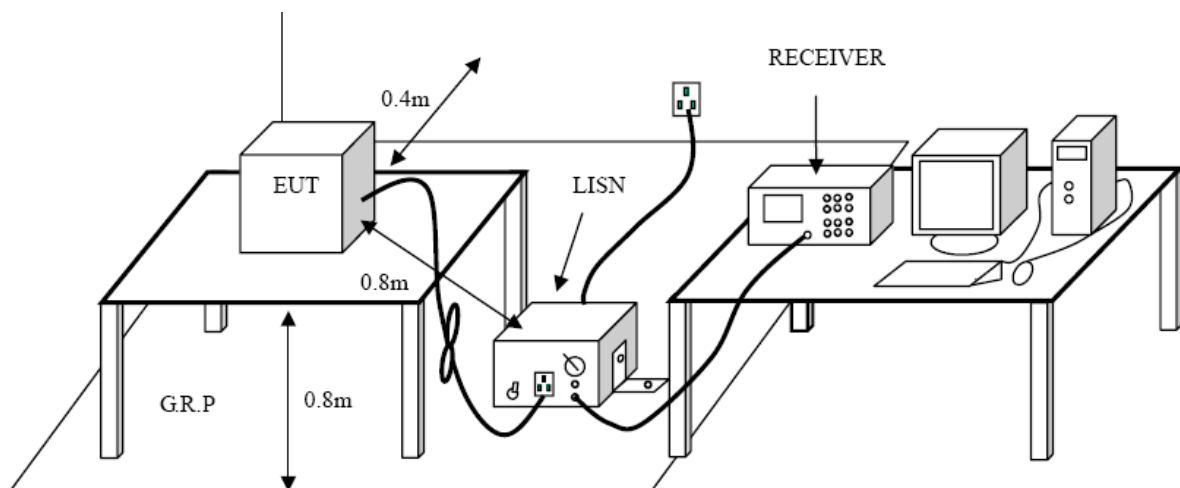 RECEIVER
0.4m
EUT
LISN
0.8m
G.R.P
0.8m